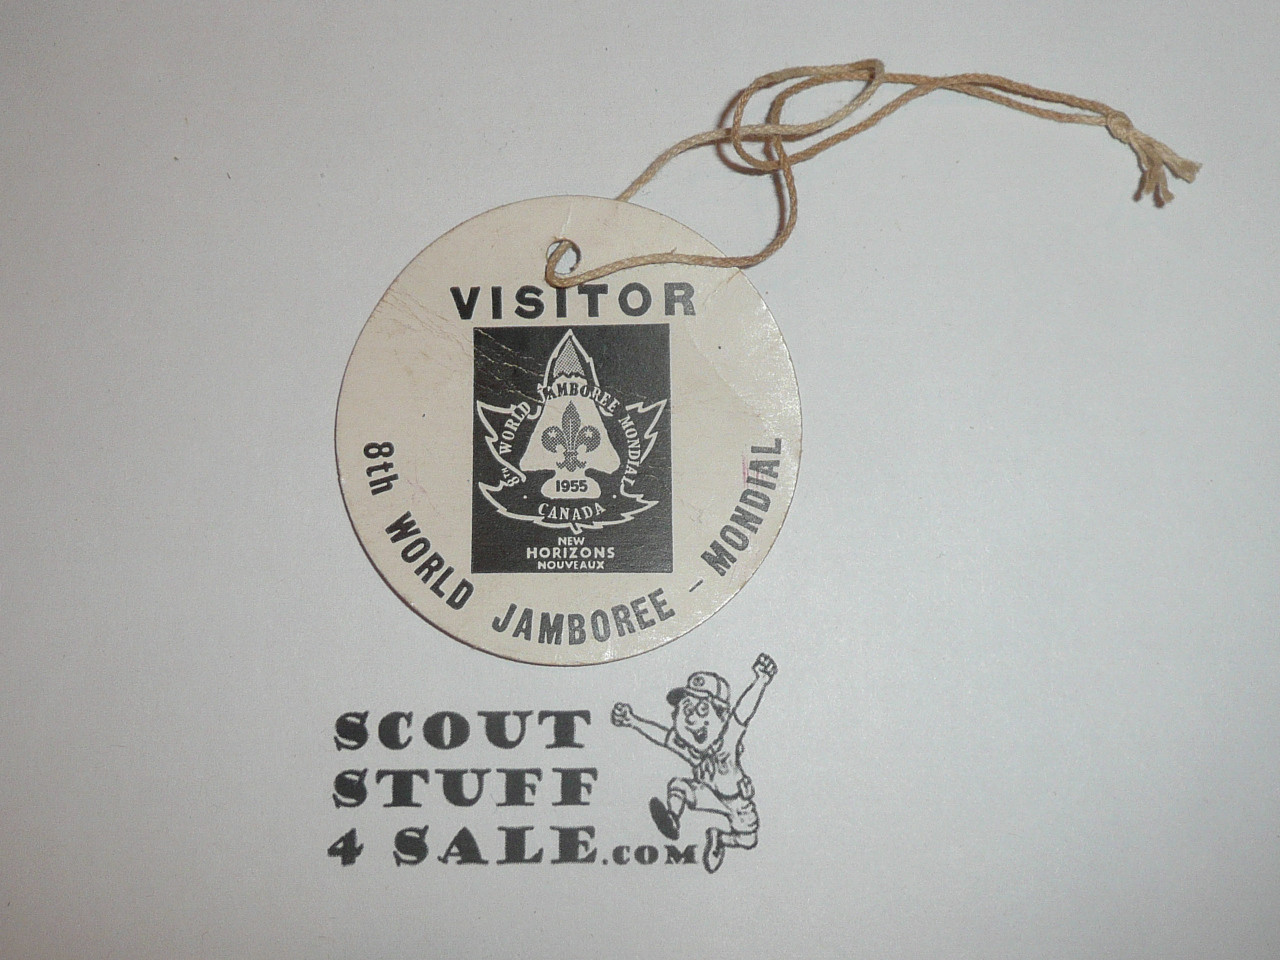 VISITOR
8th WORLD JAMBOREE MONDIAL
1955
CANADA
NEW
HORIZONS
NOUVEAUX
8th WORLD JAMBOREE - MONDIAL
SCOUT
STUFF
4 SALE.COM